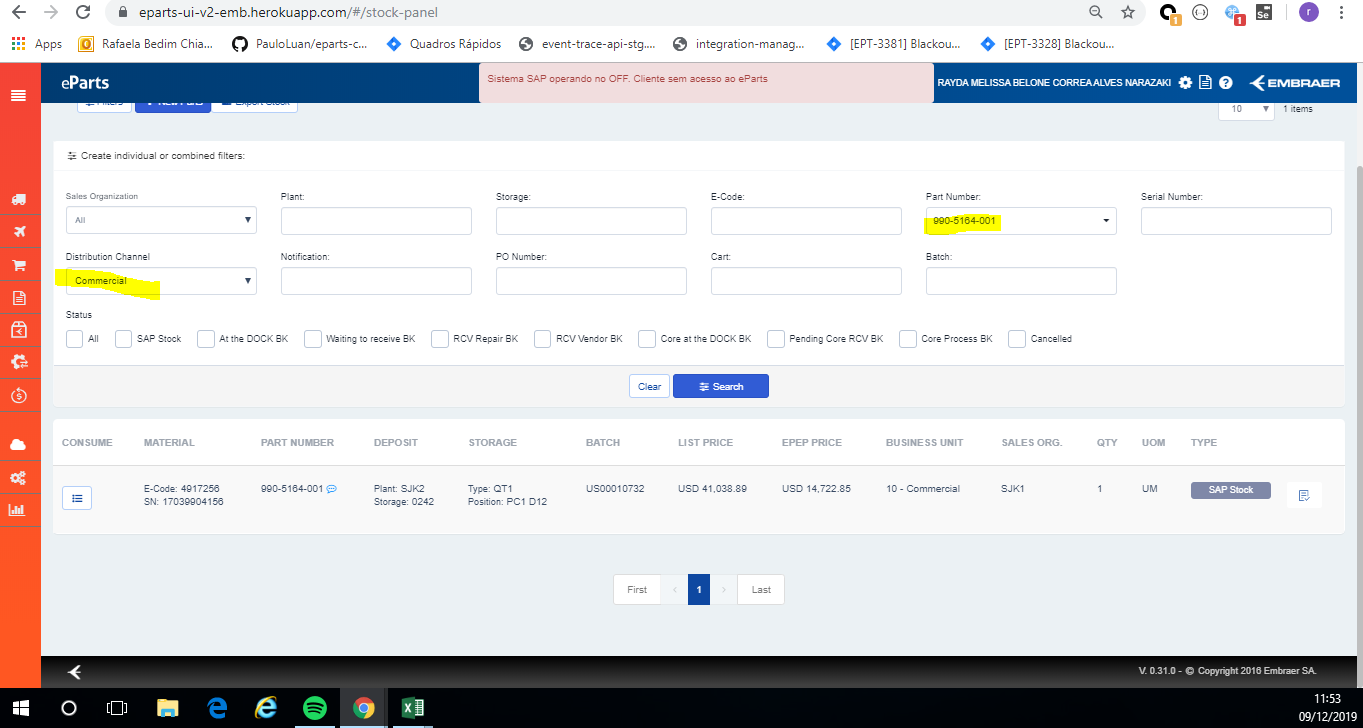 eparts-ui-v2-emb.herokuapp.com/#/stock-panel
1
1
Se
r
Apps
Rafaela Bedim Chia...
PauloLuan/eparts-c...
Quadros Rápidos
event-trace-api-stg....
integration-manag...
[EPT-3381] Blackou...
[EPT-3328] Blackou...
eParts
Sistema SAP operando no OFF. Cliente sem acesso ao eParts
RAYDA MELISSA BELONE CORREA ALVES NARAZAKI
EMBRAER
Filters
New Parts
Export Stock
10
1 items
Create individual or combined filters:
Sales Organization
Plant:
Storage:
E-Code:
Part Number:
Serial Number:
All
990-5164-001
Distribution Channel
Notification:
PO Number:
Cart:
Batch:
Commercial
Status
All
SAP Stock
At the DOCK BK
Waiting to receive BK
RCV Repair BK
RCV Vendor BK
Core at the DOCK BK
Pending Core RCV BK
Core Process BK
Cancelled
Clear
Search
CONSUME
MATERIAL
PART NUMBER
DEPOSIT
STORAGE
BATCH
LIST PRICE
EPEP PRICE
BUSINESS UNIT
SALES ORG.
QTY
UOM
TYPE
E-Code: 4917256
SN: 17039904156
990-5164-001
Plant: SJK2
Storage: 0242
Type: QT1
Position: PC1 D12
US00010732
USD 41,038.89
USD 14,722.85
10 - Commercial
SJK1
1
UM
SAP Stock
First
‹
1
›
Last
V. 0.31.0 - © Copyright 2016 Embraer SA.
11:53
09/12/2019